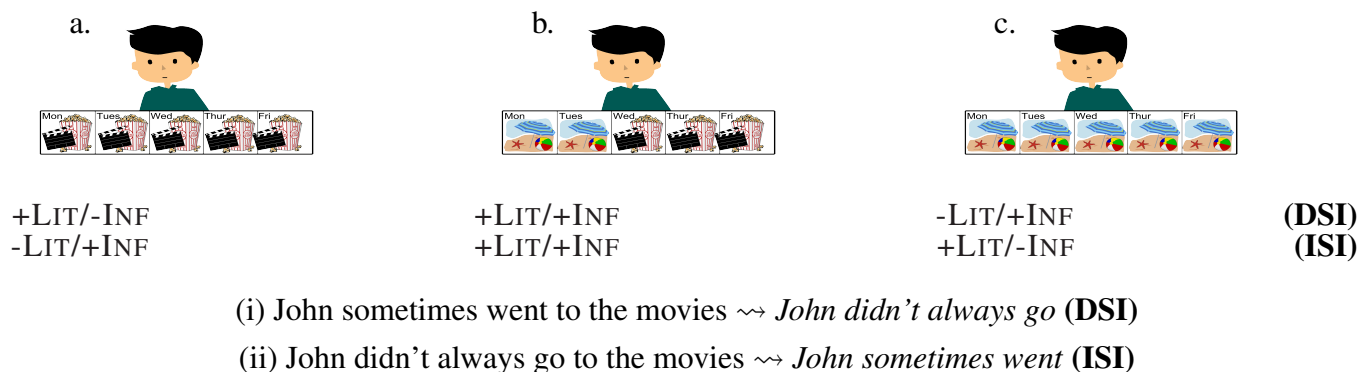 a. b. c.
Mon Tues Wed Thur Fri Mon Tues Wed Thur Fri Mon Tues Wed Thur Fri
+LIT/-INF +LIT/+INF -LIT/+INF (DSI)
-LIT/+INF +LIT/+INF +LIT/-INF (ISI)
(i) John sometimes went to the movies ⇝ John didn't always go (DSI)
(ii) John didn't always go to the movies ⇝ John sometimes went (ISI)